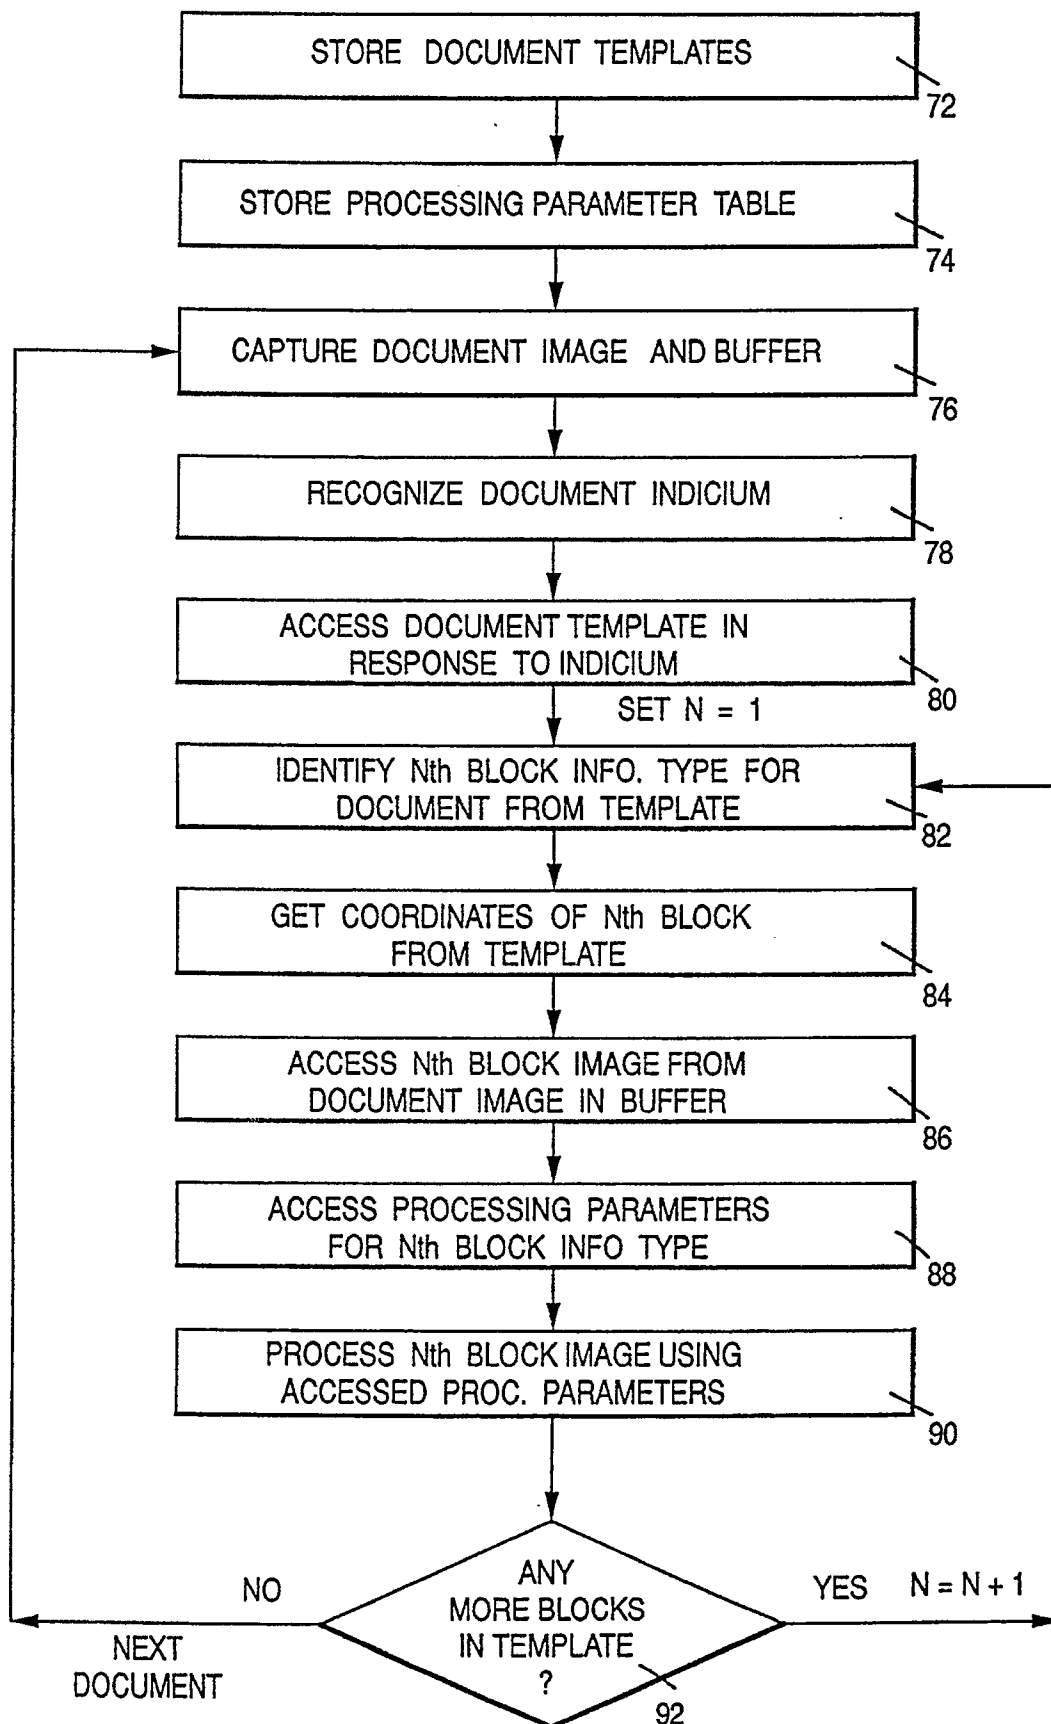 STORE DOCUMENT TEMPLATES
72
STORE PROCESSING PARAMETER TABLE
74
CAPTURE DOCUMENT IMAGE AND BUFFER
76
RECOGNIZE DOCUMENT INDICIUM
78
ACCESS DOCUMENT TEMPLATE IN
RESPONSE TO INDICIUM
80
SET N = 1
IDENTIFY Nth BLOCK INFO. TYPE FOR
DOCUMENT FROM TEMPLATE
82
GET COORDINATES OF Nth BLOCK
FROM TEMPLATE
84
ACCESS Nth BLOCK IMAGE FROM
DOCUMENT IMAGE IN BUFFER
86
ACCESS PROCESSING PARAMETERS
FOR Nth BLOCK INFO TYPE
88
PROCESS Nth BLOCK IMAGE USING
ACCESSED PROC. PARAMETERS
90
ANY
MORE BLOCKS
IN TEMPLATE
?
92
NO
NEXT
DOCUMENT
YES N = N + 1